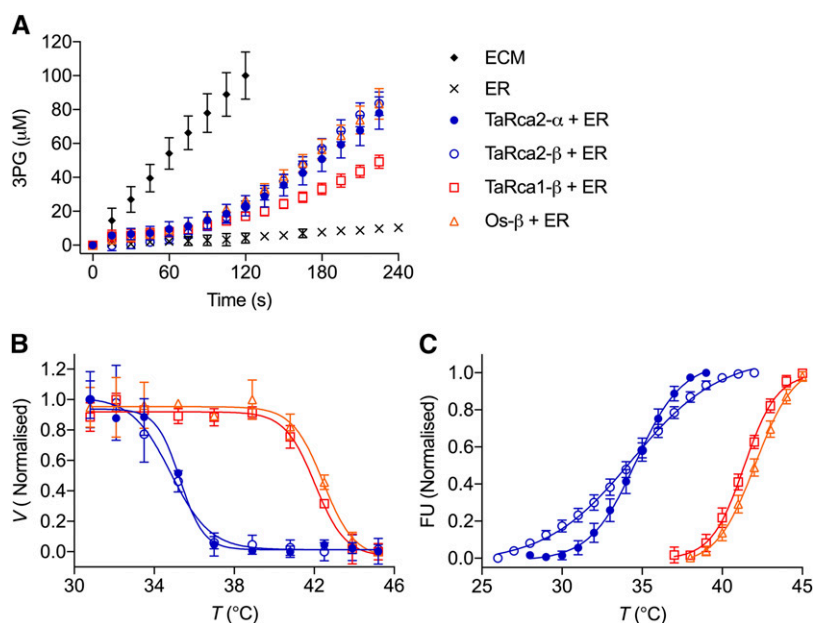 A
3PG (μM)
120
100
80
60
40
20
0
0 60 120 180 240
Time (s)
ECM
ER
TaRca2-α + ER
TaRca2-β + ER
TaRca1-β + ER
Os-β + ER
B
V (Normalised)
1.2
1.0
0.8
0.6
0.4
0.2
0.0
30 34 38 42 46
T (°C)
C
FU (Normalised)
1.0
0.8
0.6
0.4
0.2
0.0
25 30 35 40 45
T (°C)